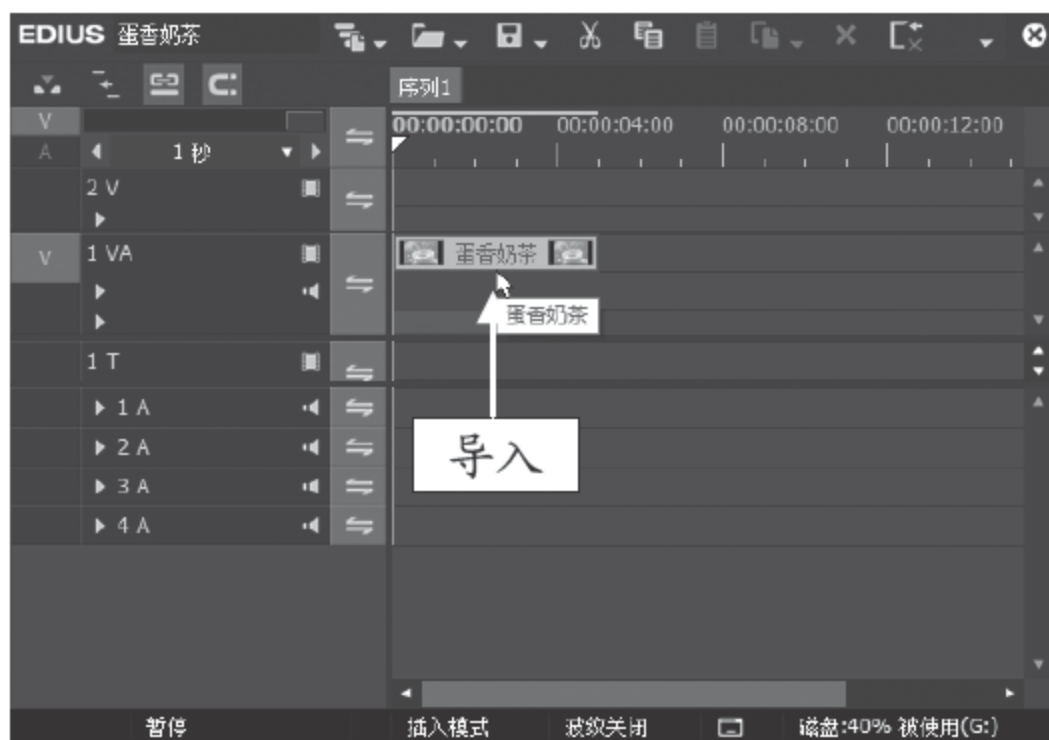 EDIUS 蛋香奶茶
序列1
V
A
1 秒
00:00:00:00 00:00:04:00 00:00:08:00 00:00:12:00
2 V
V
1 VA
蛋香奶茶
蛋香奶茶
1 T
导入
1 A
2 A
3 A
4 A
暂停 插入模式 波纹关闭 磁盘:40% 被使用(G:)